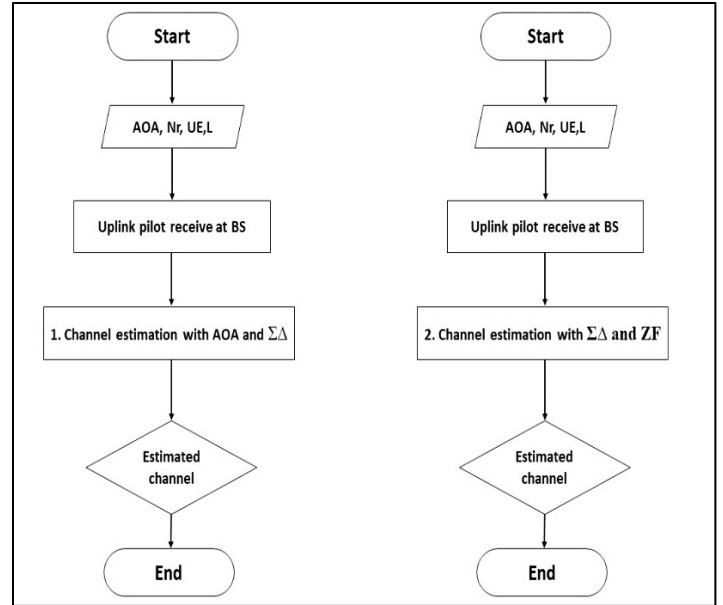 Start
AOA, Nr, UE,L
Uplink pilot receive at BS
1. Channel estimation with AOA and ΣΔ
Estimated
channel
End
Start
AOA, Nr, UE,L
Uplink pilot receive at BS
2. Channel estimation with ΣΔ and ZF
Estimated
channel
End